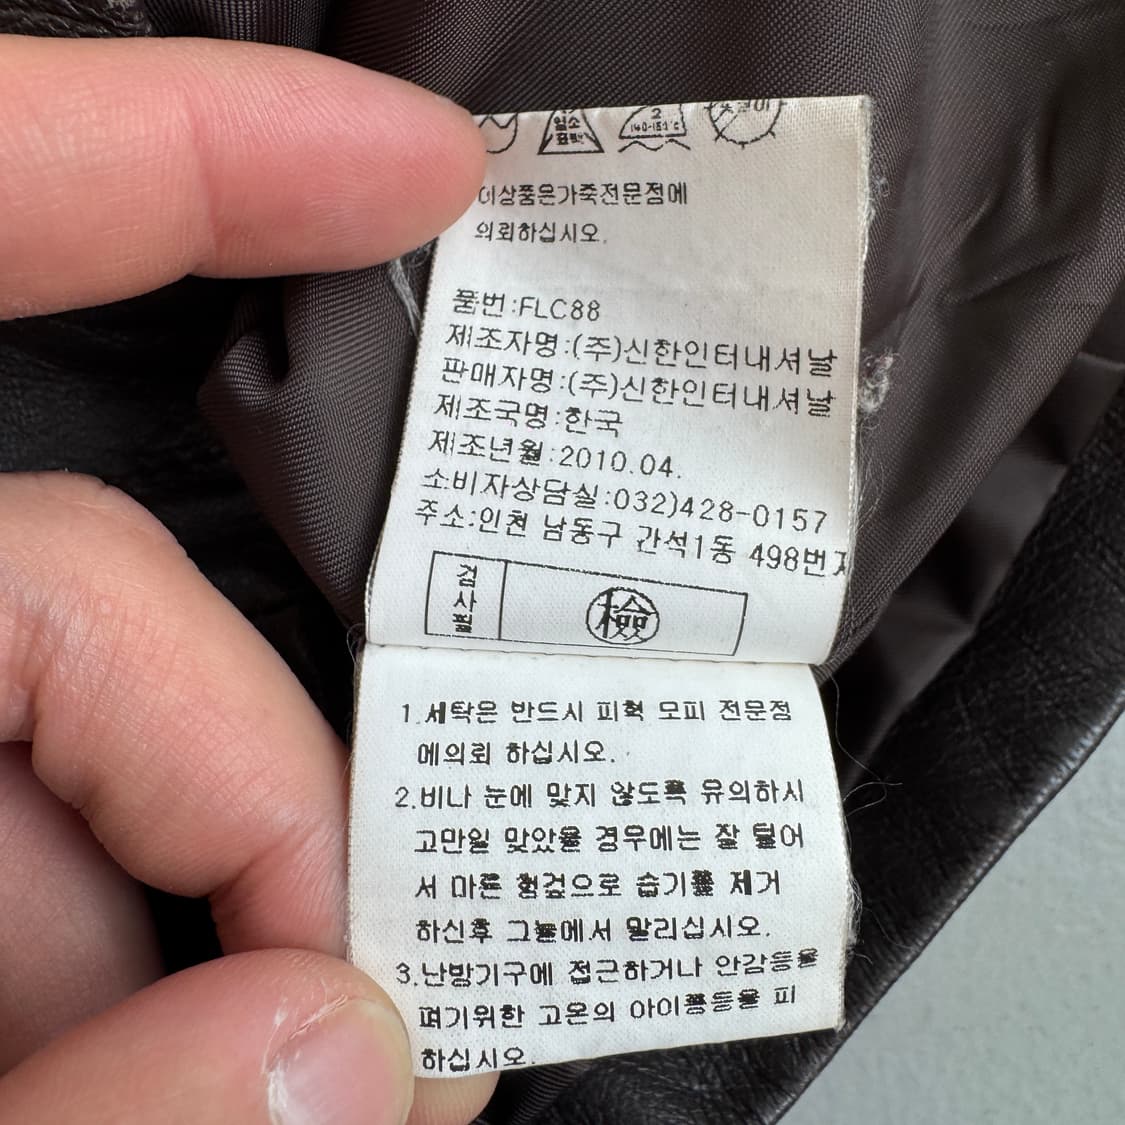 염소
표백
2
140-160°C
이상품은가죽전문점에
의뢰하십시오.
품번:FLC88
제조자명:(주)신한인터내셔날
판매자명:(주)신한인터내셔날
제조국명:한국
제조년월:2010.04.
소비자상담실:032)428-0157
주소:인천 남동구 간석1동 498번지
검사필
檢
1.세탁은 반드시 피혁 모피 전문점
에의뢰 하십시오.
2.비나 눈에 맞지 않도록 유의하시
고만일 맞았을 경우에는 잘 털어
서 마른 헝겊으로 습기를 제거
하신후 그늘에서 말리십시오.
3.난방기구에 접근하거나 안감등을
펴기위한 고온의 아이롱등을 피
하십시오.